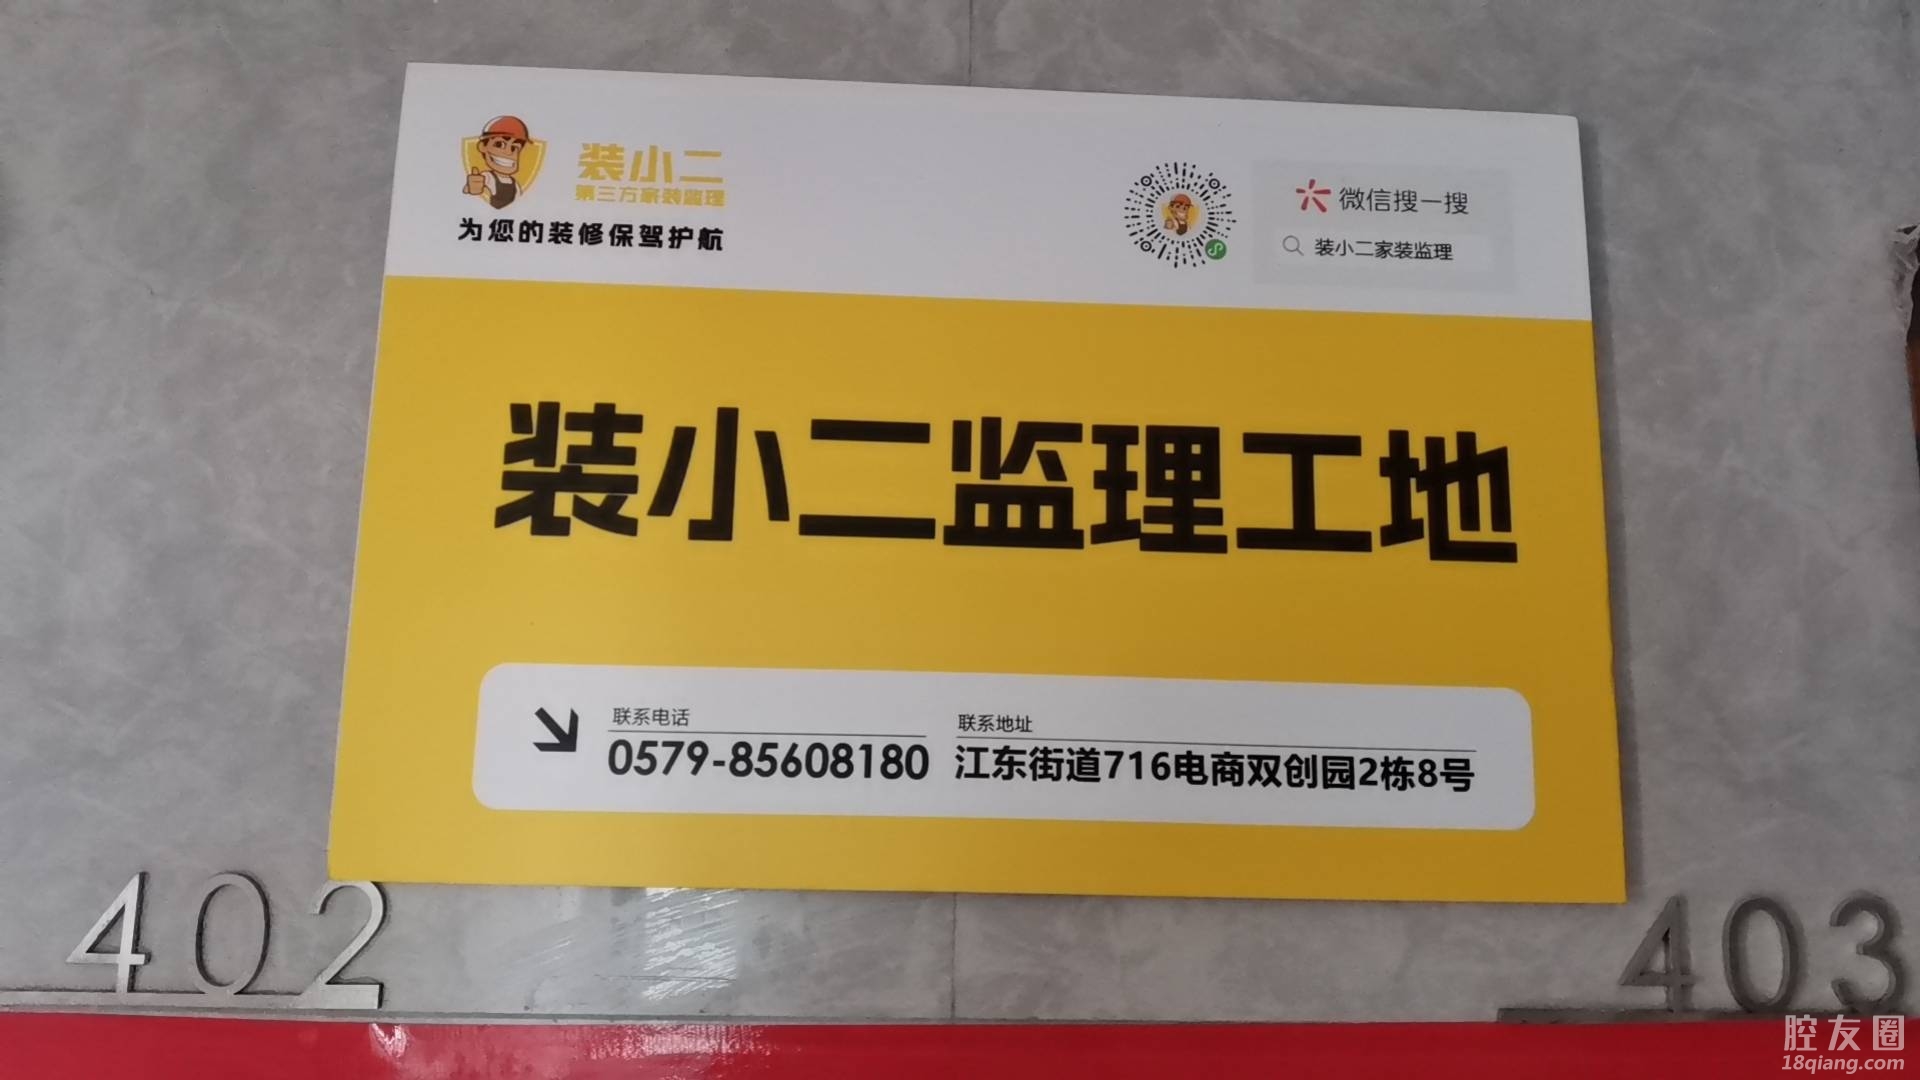 装小二
第三方家装监理
为您的装修保驾护航
微信搜一搜
装小二家装监理
装小二监理工地
联系电话
0579-85608180
联系地址
江东街道716电商双创园2栋8号
402
403
腔友圈
18qiang.com